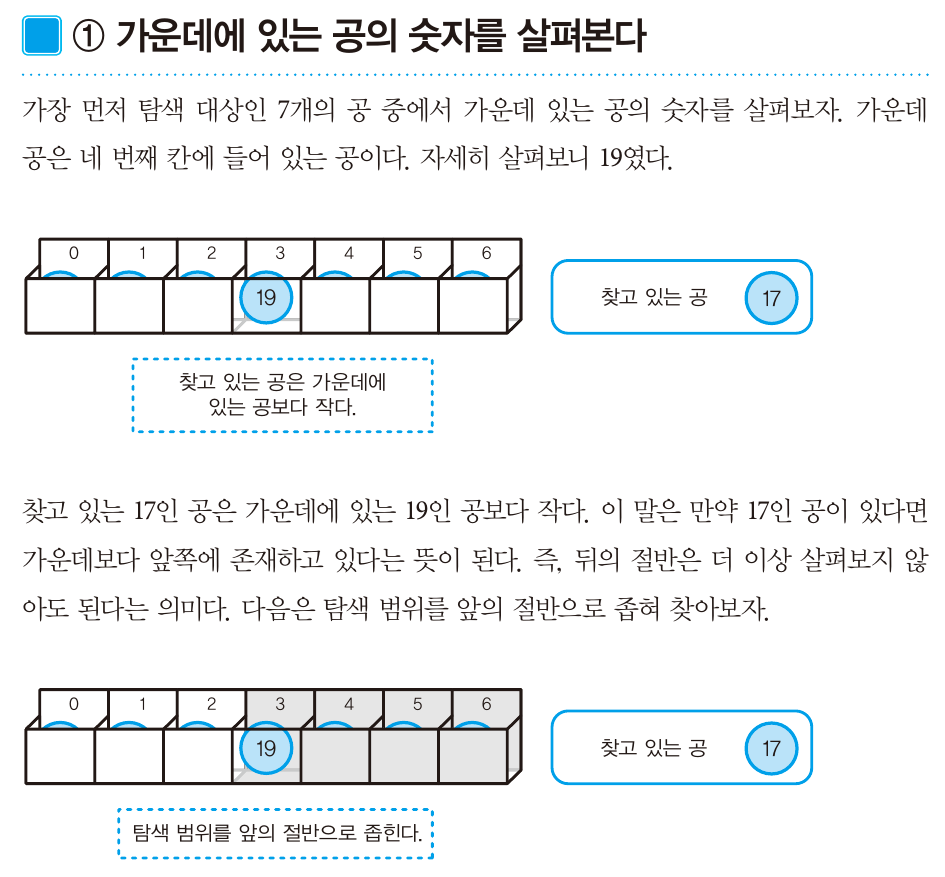 ① 가운데에 있는 공의 숫자를 살펴본다
가장 먼저 탐색 대상인 7개의 공 중에서 가운데 있는 공의 숫자를 살펴보자. 가운데
공은 네 번째 칸에 들어 있는 공이다. 자세히 살펴보니 19였다.
0 1 2 3 4 5 6
19
찾고 있는 공 17
찾고 있는 공은 가운데에
있는 공보다 작다.
찾고 있는 17인 공은 가운데에 있는 19인 공보다 작다. 이 말은 만약 17인 공이 있다면
가운데보다 앞쪽에 존재하고 있다는 뜻이 된다. 즉, 뒤의 절반은 더 이상 살펴보지 않
아도 된다는 의미다. 다음은 탐색 범위를 앞의 절반으로 좁혀 찾아보자.
0 1 2 3 4 5 6
19
찾고 있는 공 17
탐색 범위를 앞의 절반으로 좁힌다.